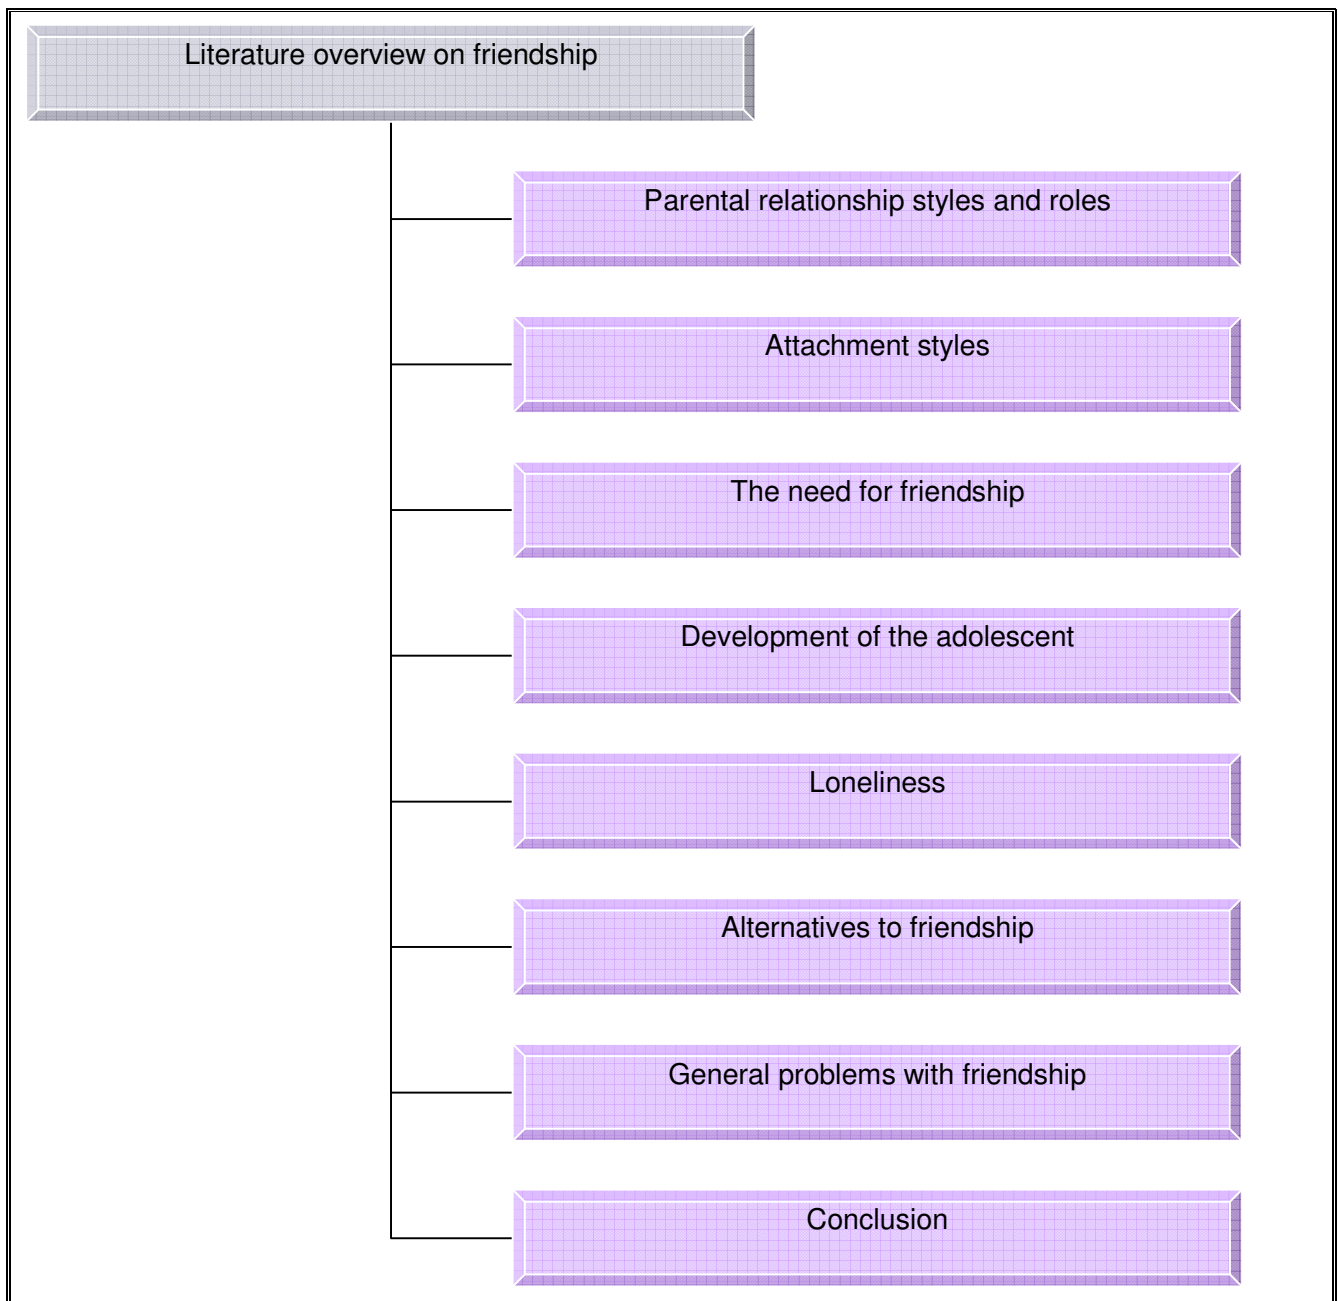 Literature overview on friendship
Parental relationship styles and roles
Attachment styles
The need for friendship
Development of the adolescent
Loneliness
Alternatives to friendship
General problems with friendship
Conclusion